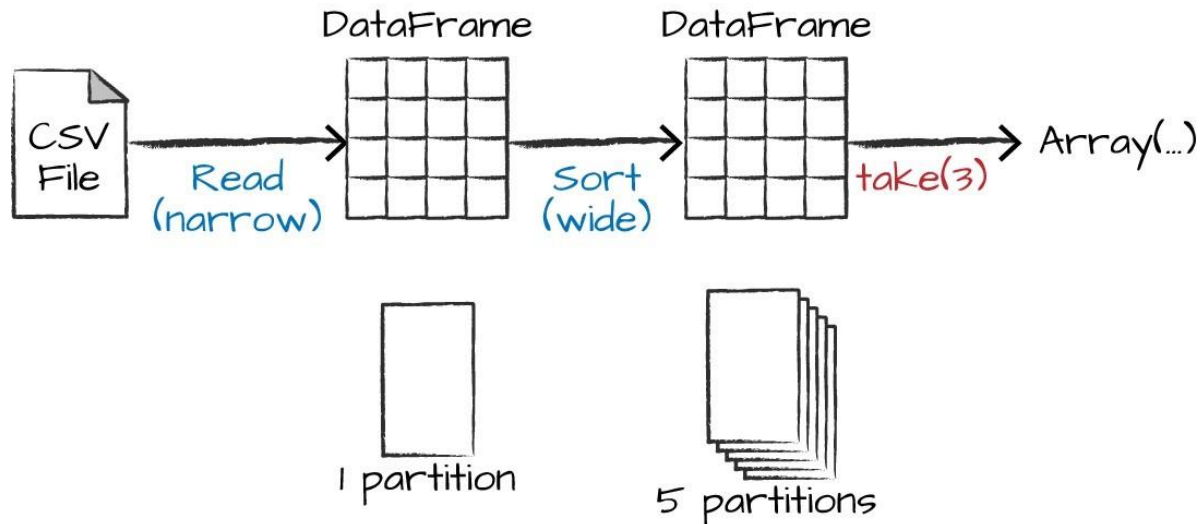 DataFrame
DataFrame
CSV
File
Read
(narrow)
Sort
(wide)
take(3)
Array(...)
1 partition
5 partitions